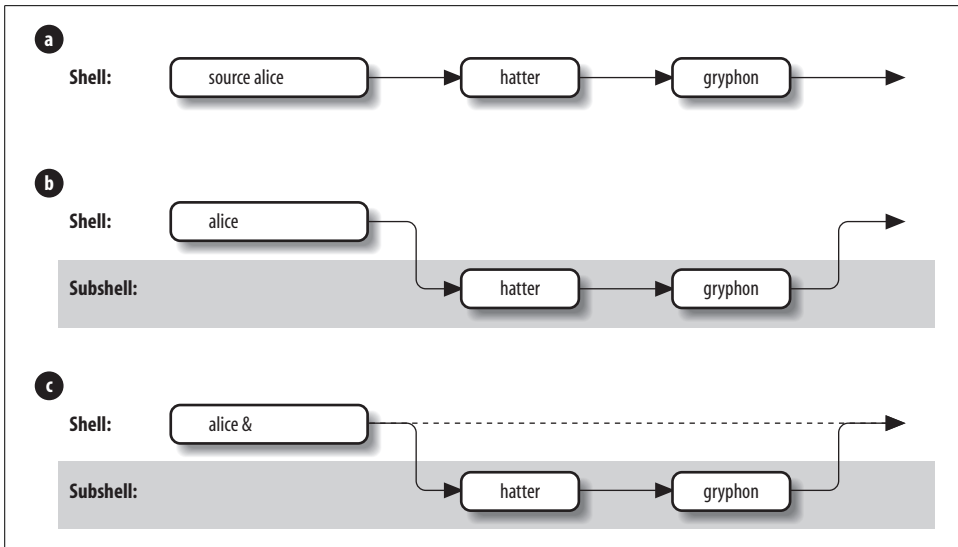 a
Shell: source alice hatter gryphon
b
Shell: alice
Subshell: hatter gryphon
c
Shell: alice &
Subshell: hatter gryphon